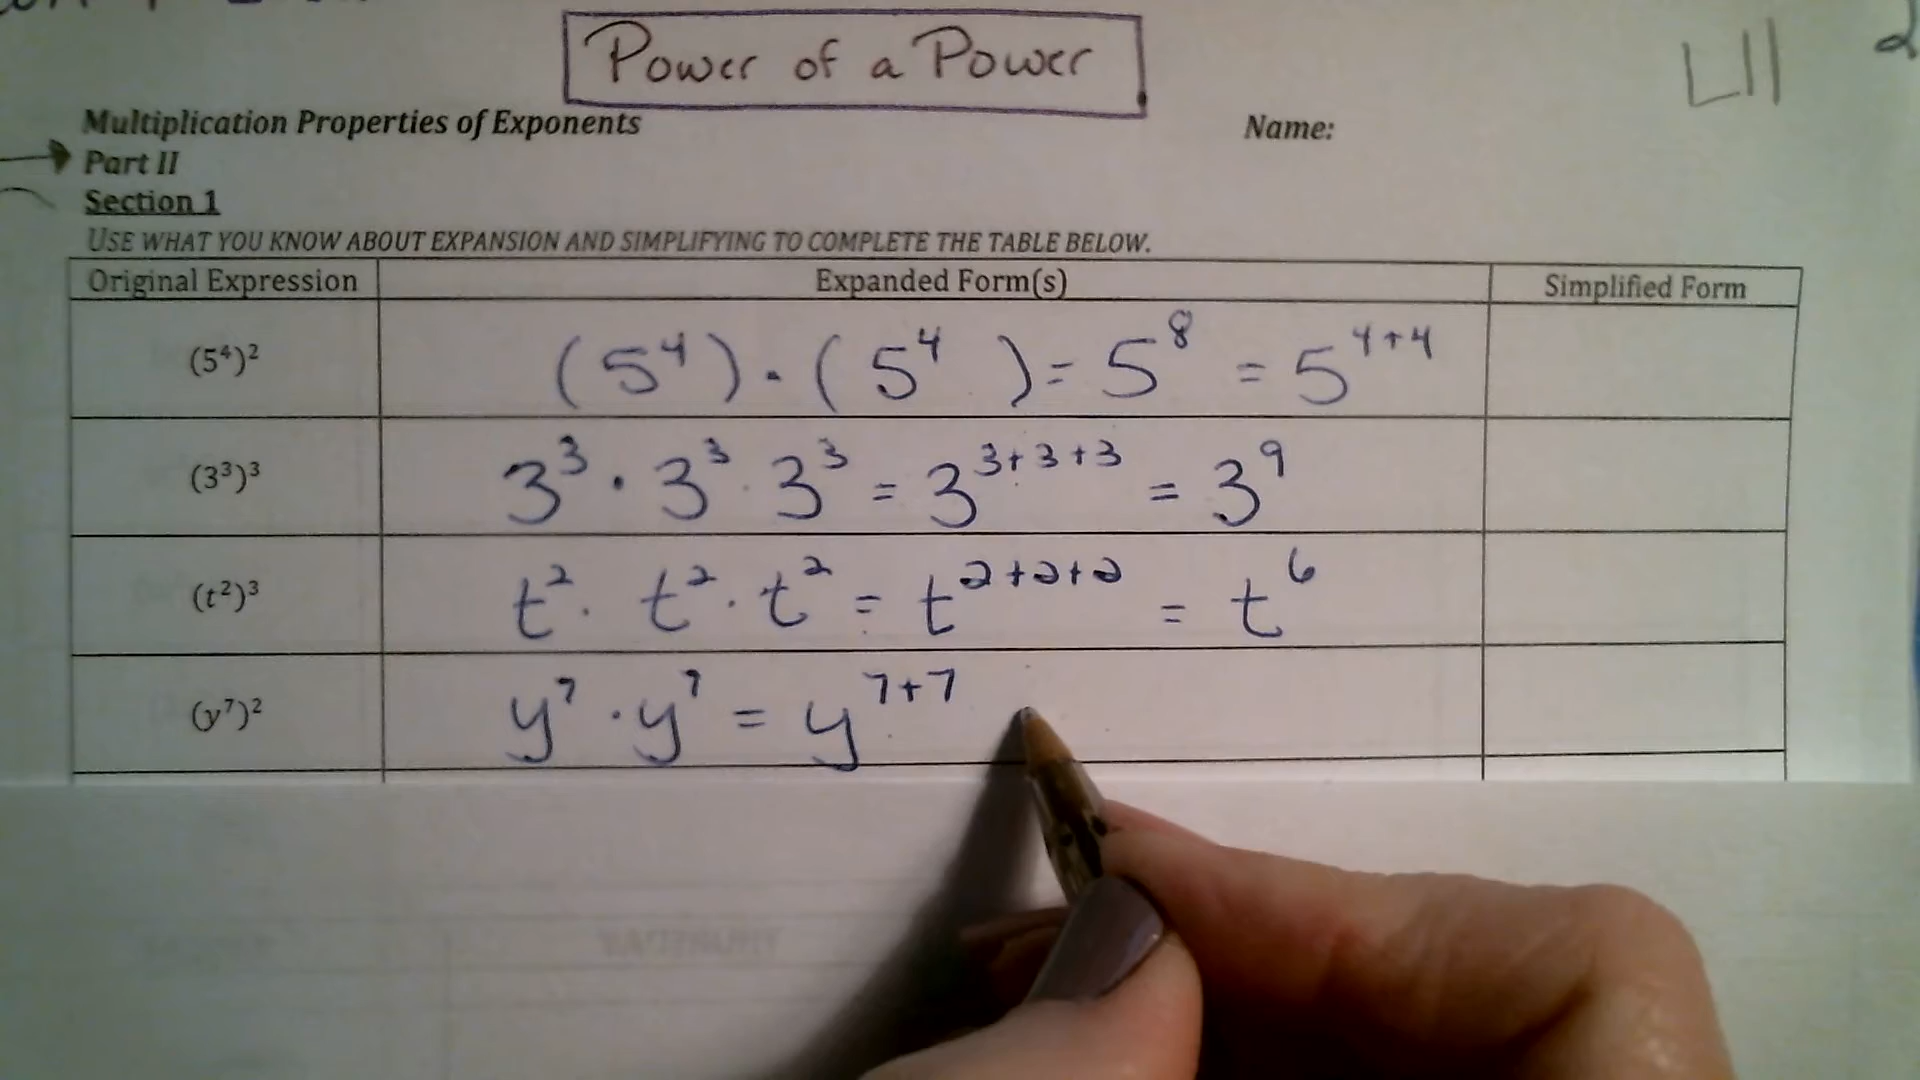 Power of a Power
L11
Multiplication Properties of Exponents Name:
Part II
Section 1
USE WHAT YOU KNOW ABOUT EXPANSION AND SIMPLIFYING TO COMPLETE THE TABLE BELOW.
Original Expression Expanded Form(s) Simplified Form
(5⁴)² (5⁴) · (5⁴) = 5⁸ = 5⁴⁺⁴
(3³)³ 3³ · 3³ · 3³ = 3³⁺³⁺³ = 3⁹
(t²)³ t² · t² · t² = t²⁺²⁺² = t⁶
(y⁷)² y⁷ · y⁷ = y⁷⁺⁷